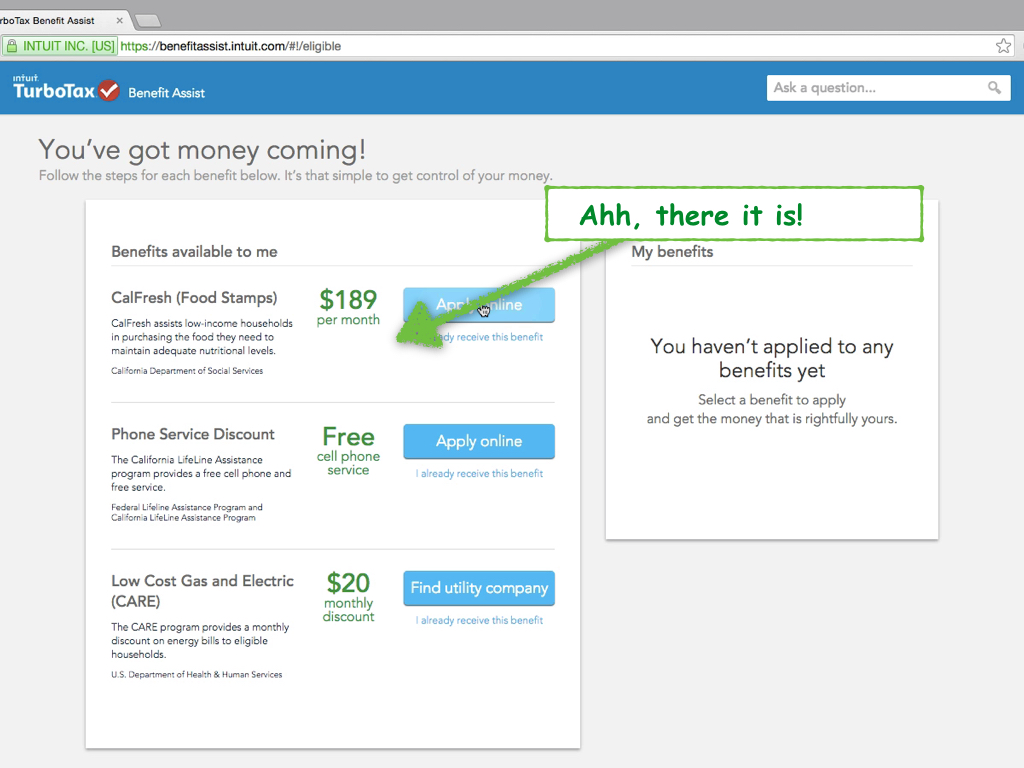 rboTax Benefit Assist
INTUIT INC. [US] https://benefitassist.intuit.com/#!/eligible
intuit.
TurboTax Benefit Assist
Ask a question...
You've got money coming!
Follow the steps for each benefit below. It's that simple to get control of your money.
Ahh, there it is!
Benefits available to me
CalFresh (Food Stamps)
CalFresh assists low-income households
in purchasing the food they need to
maintain adequate nutritional levels.
California Department of Social Services
$189
per month
Apply online
already receive this benefit
Phone Service Discount
The California LifeLine Assistance
program provides a free cell phone and
free service.
Federal Lifeline Assistance Program and
California LifeLine Assistance Program
Free
cell phone
service
Apply online
I already receive this benefit
Low Cost Gas and Electric
(CARE)
The CARE program provides a monthly
discount on energy bills to eligible
households.
U.S. Department of Health & Human Services
$20
monthly
discount
Find utility company
I already receive this benefit
My benefits
You haven't applied to any
benefits yet
Select a benefit to apply
and get the money that is rightfully yours.